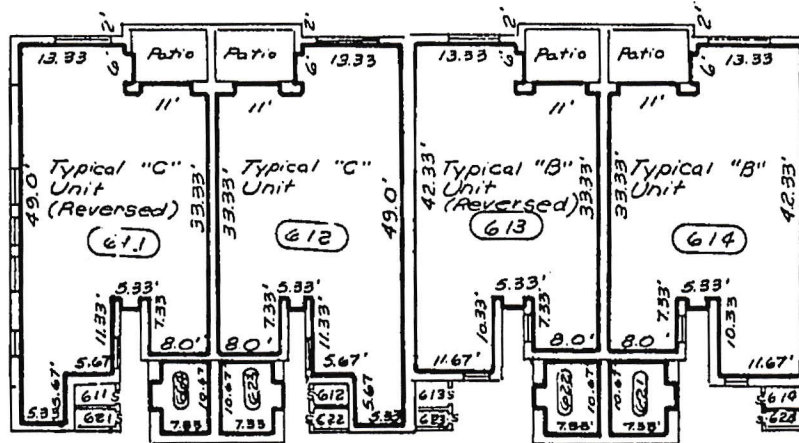 2' 2' 2' 2'
13.33 6' Patio Patio 6' 13.33 13.33 6' Patio Patio 6' 13.33
11' 11' 11' 11'
Typical "C" Unit (Reversed)
611
49.0' 33.33'
Typical "C" Unit
612
33.33' 49.0'
Typical "B" Unit (Reversed)
613
42.33' 33.33'
Typical "B" Unit
614
33.33' 42.33'
5.33' 5.33' 5.33' 5.33'
11.33' 7.33' 7.33' 11.33' 10.33' 7.33 7.33' 10.33
8.0' 8.0' 8.0' 8.0'
5.67 5.67' 11.67' 11.67'
5.67' 10.67' 10.67' 5.67 10.67' 10.67'
611 612 613 622 621 614
621 622 623
7.33 7.33 5.33 7.33' 7.33'